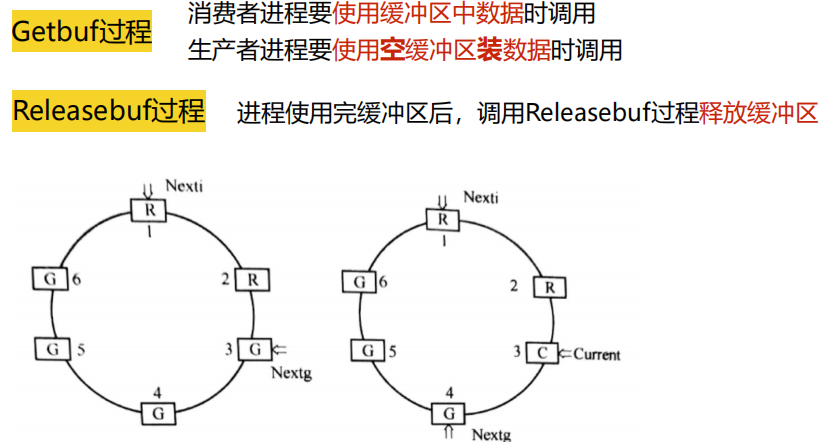 Getbuf过程
消费者进程要使用缓冲区中数据时调用
生产者进程要使用空缓冲区装数据时调用
Releasebuf过程
进程使用完缓冲区后，调用Releasebuf过程释放缓冲区
Nexti
R
1
G 6
2 R
G 5
3 G
Nextg
4
G
Nexti
R
1
G 6
2 R
G 5
3 C Current
4
G
Nextg